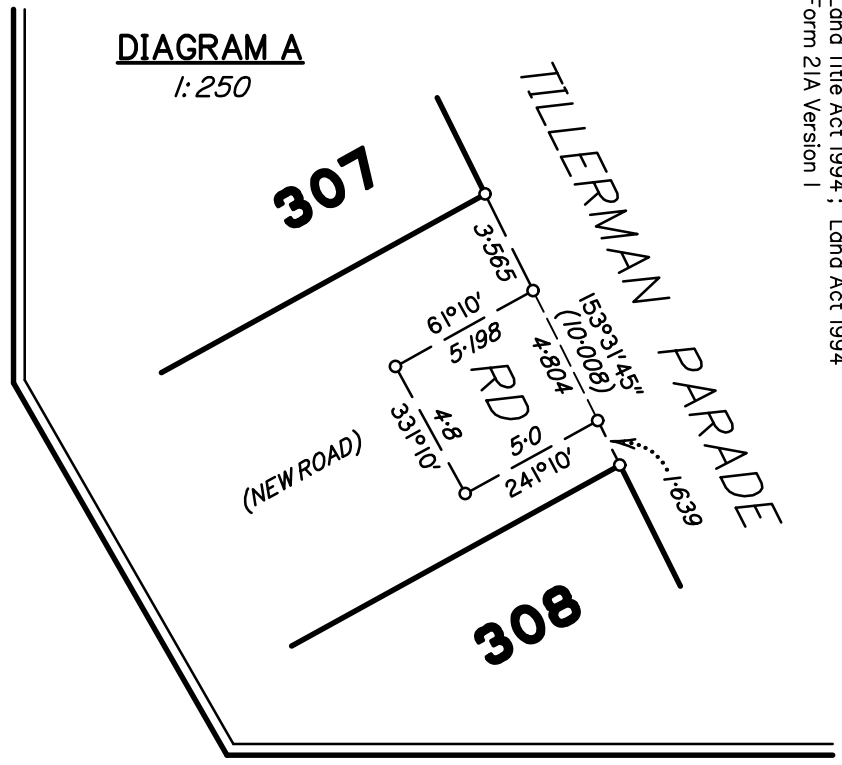 DIAGRAM A
1:250
Land Title Act 1994 ; Land Act 1994
Form 21A Version 1
TILLERMAN PARADE
307
3·565
61°10'
5·198
153°31'45"
(10·008)
4·804
RD
4·8
331°10'
5·0
241°10'
(NEW ROAD)
1·639
308